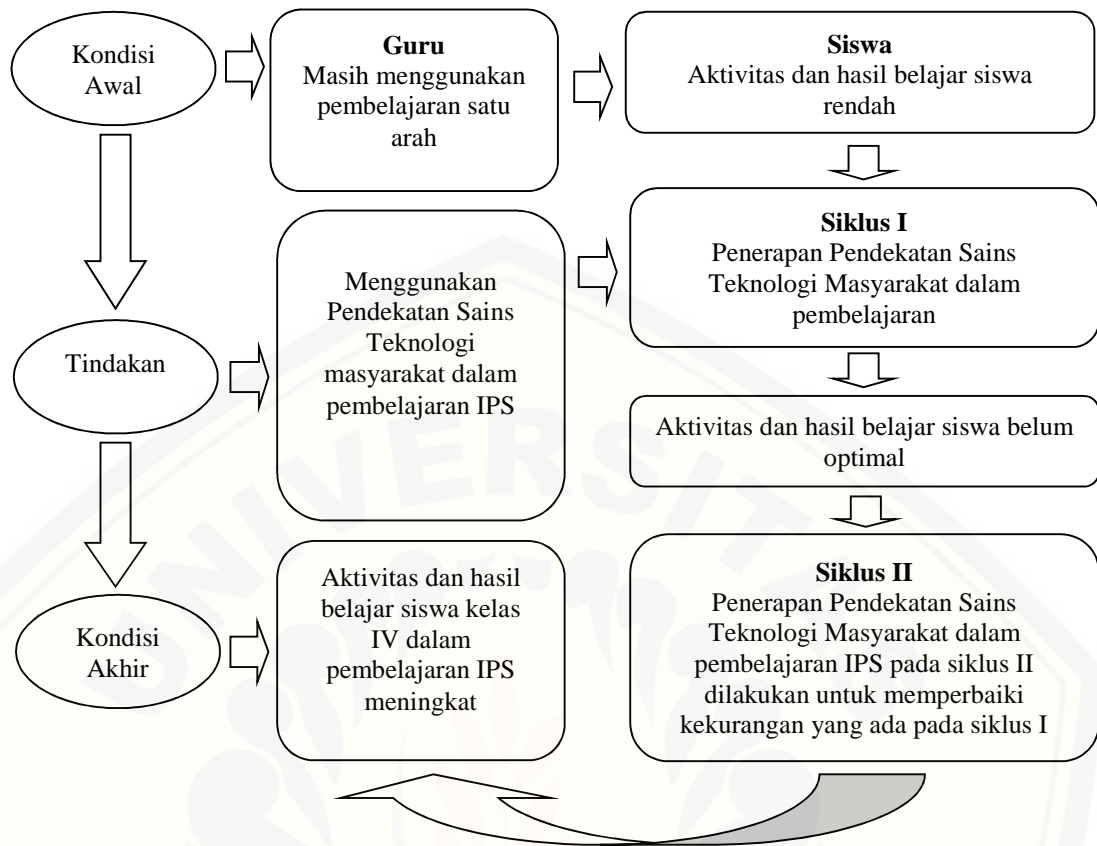 Kondisi
Awal
Guru
Masih menggunakan
pembelajaran satu
arah
Siswa
Aktivitas dan hasil belajar siswa
rendah
Tindakan
Menggunakan
Pendekatan Sains
Teknologi
masyarakat dalam
pembelajaran IPS
Siklus I
Penerapan Pendekatan Sains
Teknologi Masyarakat dalam
pembelajaran
Aktivitas dan hasil belajar siswa belum
optimal
Kondisi
Akhir
Aktivitas dan hasil
belajar siswa kelas
IV dalam
pembelajaran IPS
meningkat
Siklus II
Penerapan Pendekatan Sains
Teknologi Masyarakat dalam
pembelajaran IPS pada siklus II
dilakukan untuk memperbaiki
kekurangan yang ada pada siklus I
UNIVERSITAS